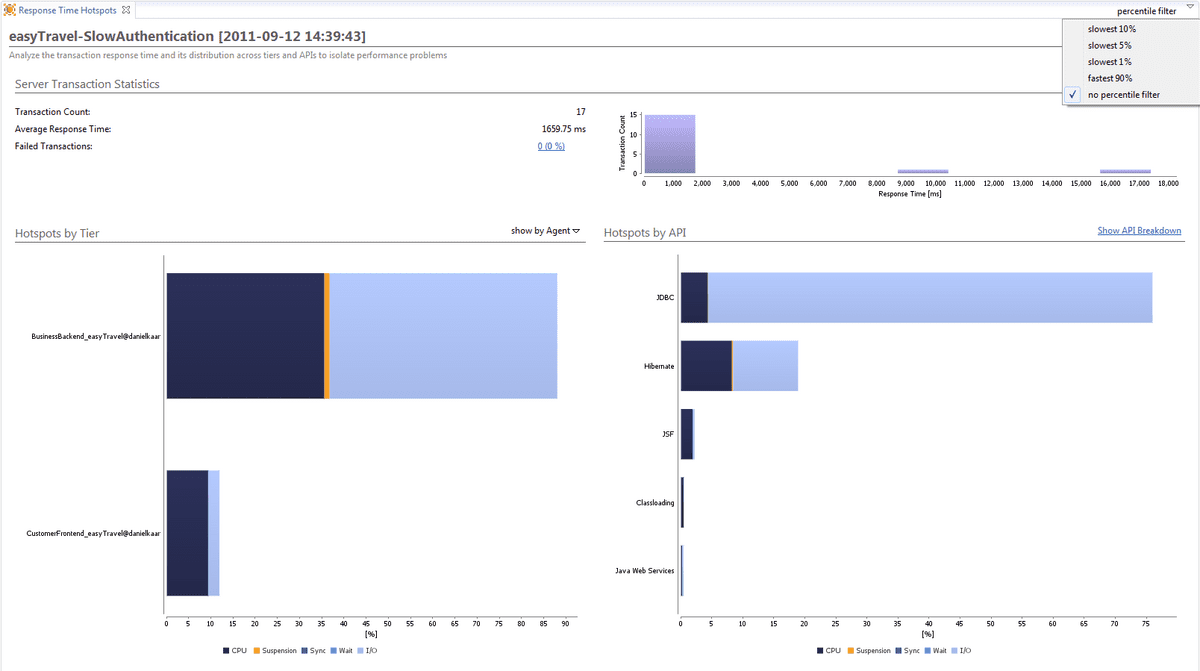 Response Time Hotspots
percentile filter
slowest 10%
slowest 5%
slowest 1%
fastest 90%
no percentile filter
easyTravel-SlowAuthentication [2011-09-12 14:39:43]
Analyze the transaction response time and its distribution across tiers and APIs to isolate performance problems
Server Transaction Statistics
Transaction Count: 17
Average Response Time: 1659.75 ms
Failed Transactions: 0 (0 %)
Transaction Count
15
10
5
0
0 1,000 2,000 3,000 4,000 5,000 6,000 7,000 8,000 9,000 10,000 11,000 12,000 13,000 14,000 15,000 16,000 17,000 18,000
Response Time [ms]
Hotspots by Tier
show by Agent
BusinessBackend_easyTravel@danielkaar
CustomerFrontend_easyTravel@danielkaar
0 5 10 15 20 25 30 35 40 45 50 55 60 65 70 75 80 85 90
[%]
CPU Suspension Sync Wait I/O
Hotspots by API
Show API Breakdown
JDBC
Hibernate
JSF
Classloading
Java Web Services
0 5 10 15 20 25 30 35 40 45 50 55 60 65 70 75
[%]
CPU Suspension Sync Wait I/O